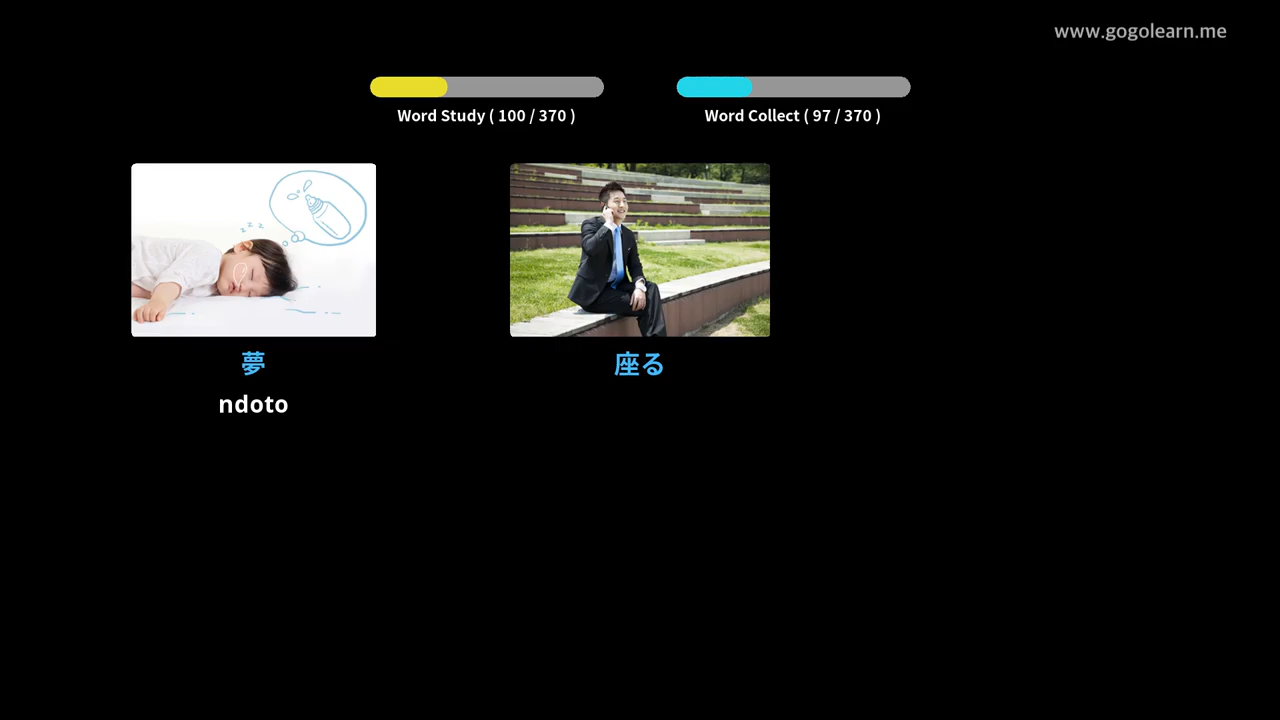 www.gogolearn.me
Word Study ( 100 / 370 )
Word Collect ( 97 / 370 )
z z z
夢
座る
ndoto